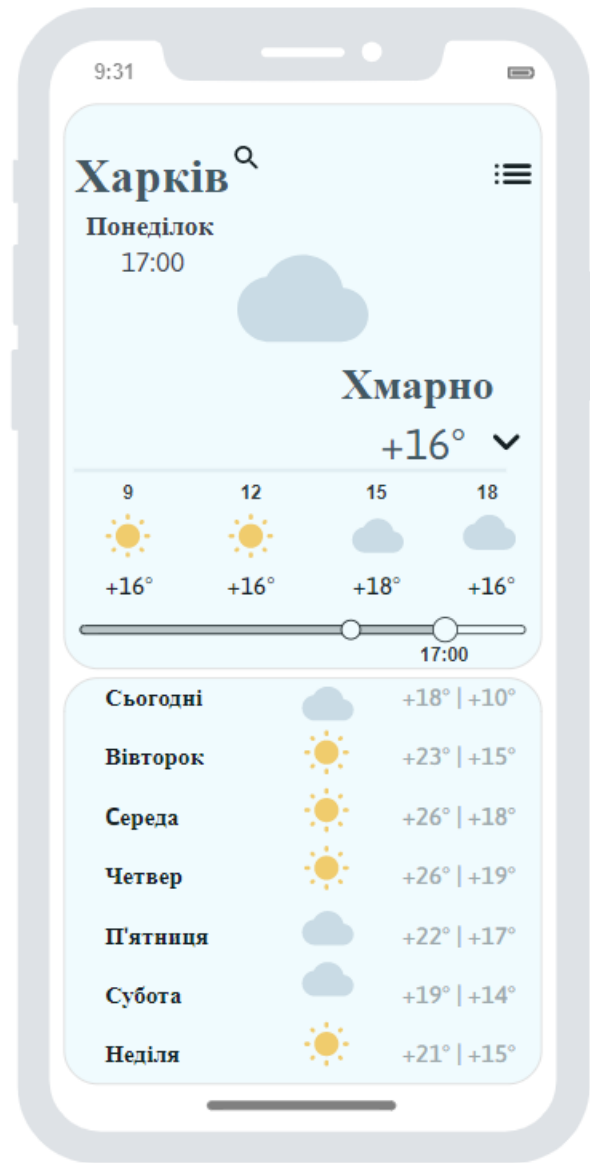 9:31
Харків
Понеділок
17:00
Хмарно
+16°
9 12 15 18
+16° +16° +18° +16°
17:00
Сьогодні +18° | +10°
Вівторок +23° | +15°
Середа +26° | +18°
Четвер +26° | +19°
П'ятниця +22° | +17°
Субота +19° | +14°
Неділя +21° | +15°